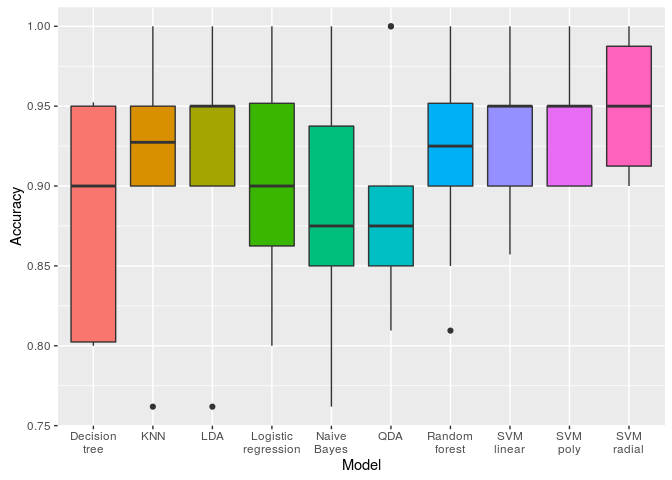 1.00
0.95
0.90
0.85
0.80
0.75
Accuracy
Decision
tree
KNN
LDA
Logistic
regression
Naive
Bayes
QDA
Random
forest
SVM
linear
SVM
poly
SVM
radial
Model